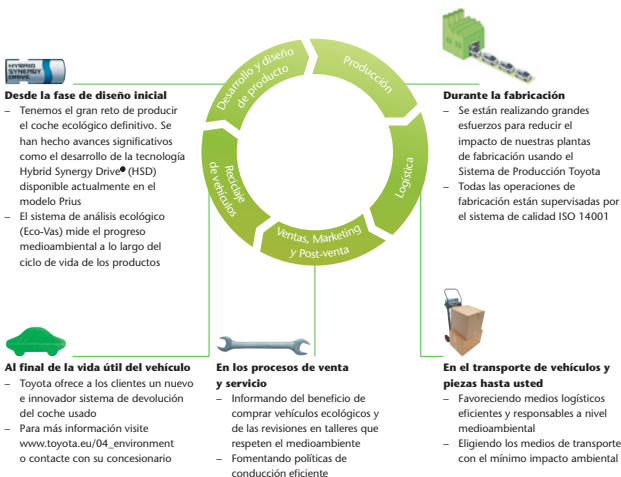 HYBRID
SYNERGY
DRIVE
Desarrollo y diseño
de producto
Producción
Logística
Ventas, Marketing
y Post-venta
Reciclaje
de vehículos
Desde la fase de diseño inicial
– Tenemos el gran reto de producir
el coche ecológico definitivo. Se
han hecho avances significativos
como el desarrollo de la tecnología
Hybrid Synergy Drive® (HSD)
disponible actualmente en el
modelo Prius
– El sistema de análisis ecológico
(Eco-Vas) mide el progreso
medioambiental a lo largo del
ciclo de vida de los productos
Durante la fabricación
– Se están realizando grandes
esfuerzos para reducir el
impacto de nuestras plantas
de fabricación usando el
Sistema de Producción Toyota
– Todas las operaciones de
fabricación están supervisadas por
el sistema de calidad ISO 14001
Al final de la vida útil del vehículo
– Toyota ofrece a los clientes un nuevo
e innovador sistema de devolución
del coche usado
– Para más información visite
www.toyota.eu/04_environment
o contacte con su concesionario
En los procesos de venta
y servicio
– Informando del beneficio de
comprar vehículos ecológicos y
de las revisiones en talleres que
respeten el medioambiente
– Fomentando políticas de
conducción eficiente
En el transporte de vehículos y
piezas hasta usted
– Favoreciendo medios logísticos
eficientes y responsables a nivel
medioambiental
– Eligiendo los medios de transporte
con el mínimo impacto ambiental